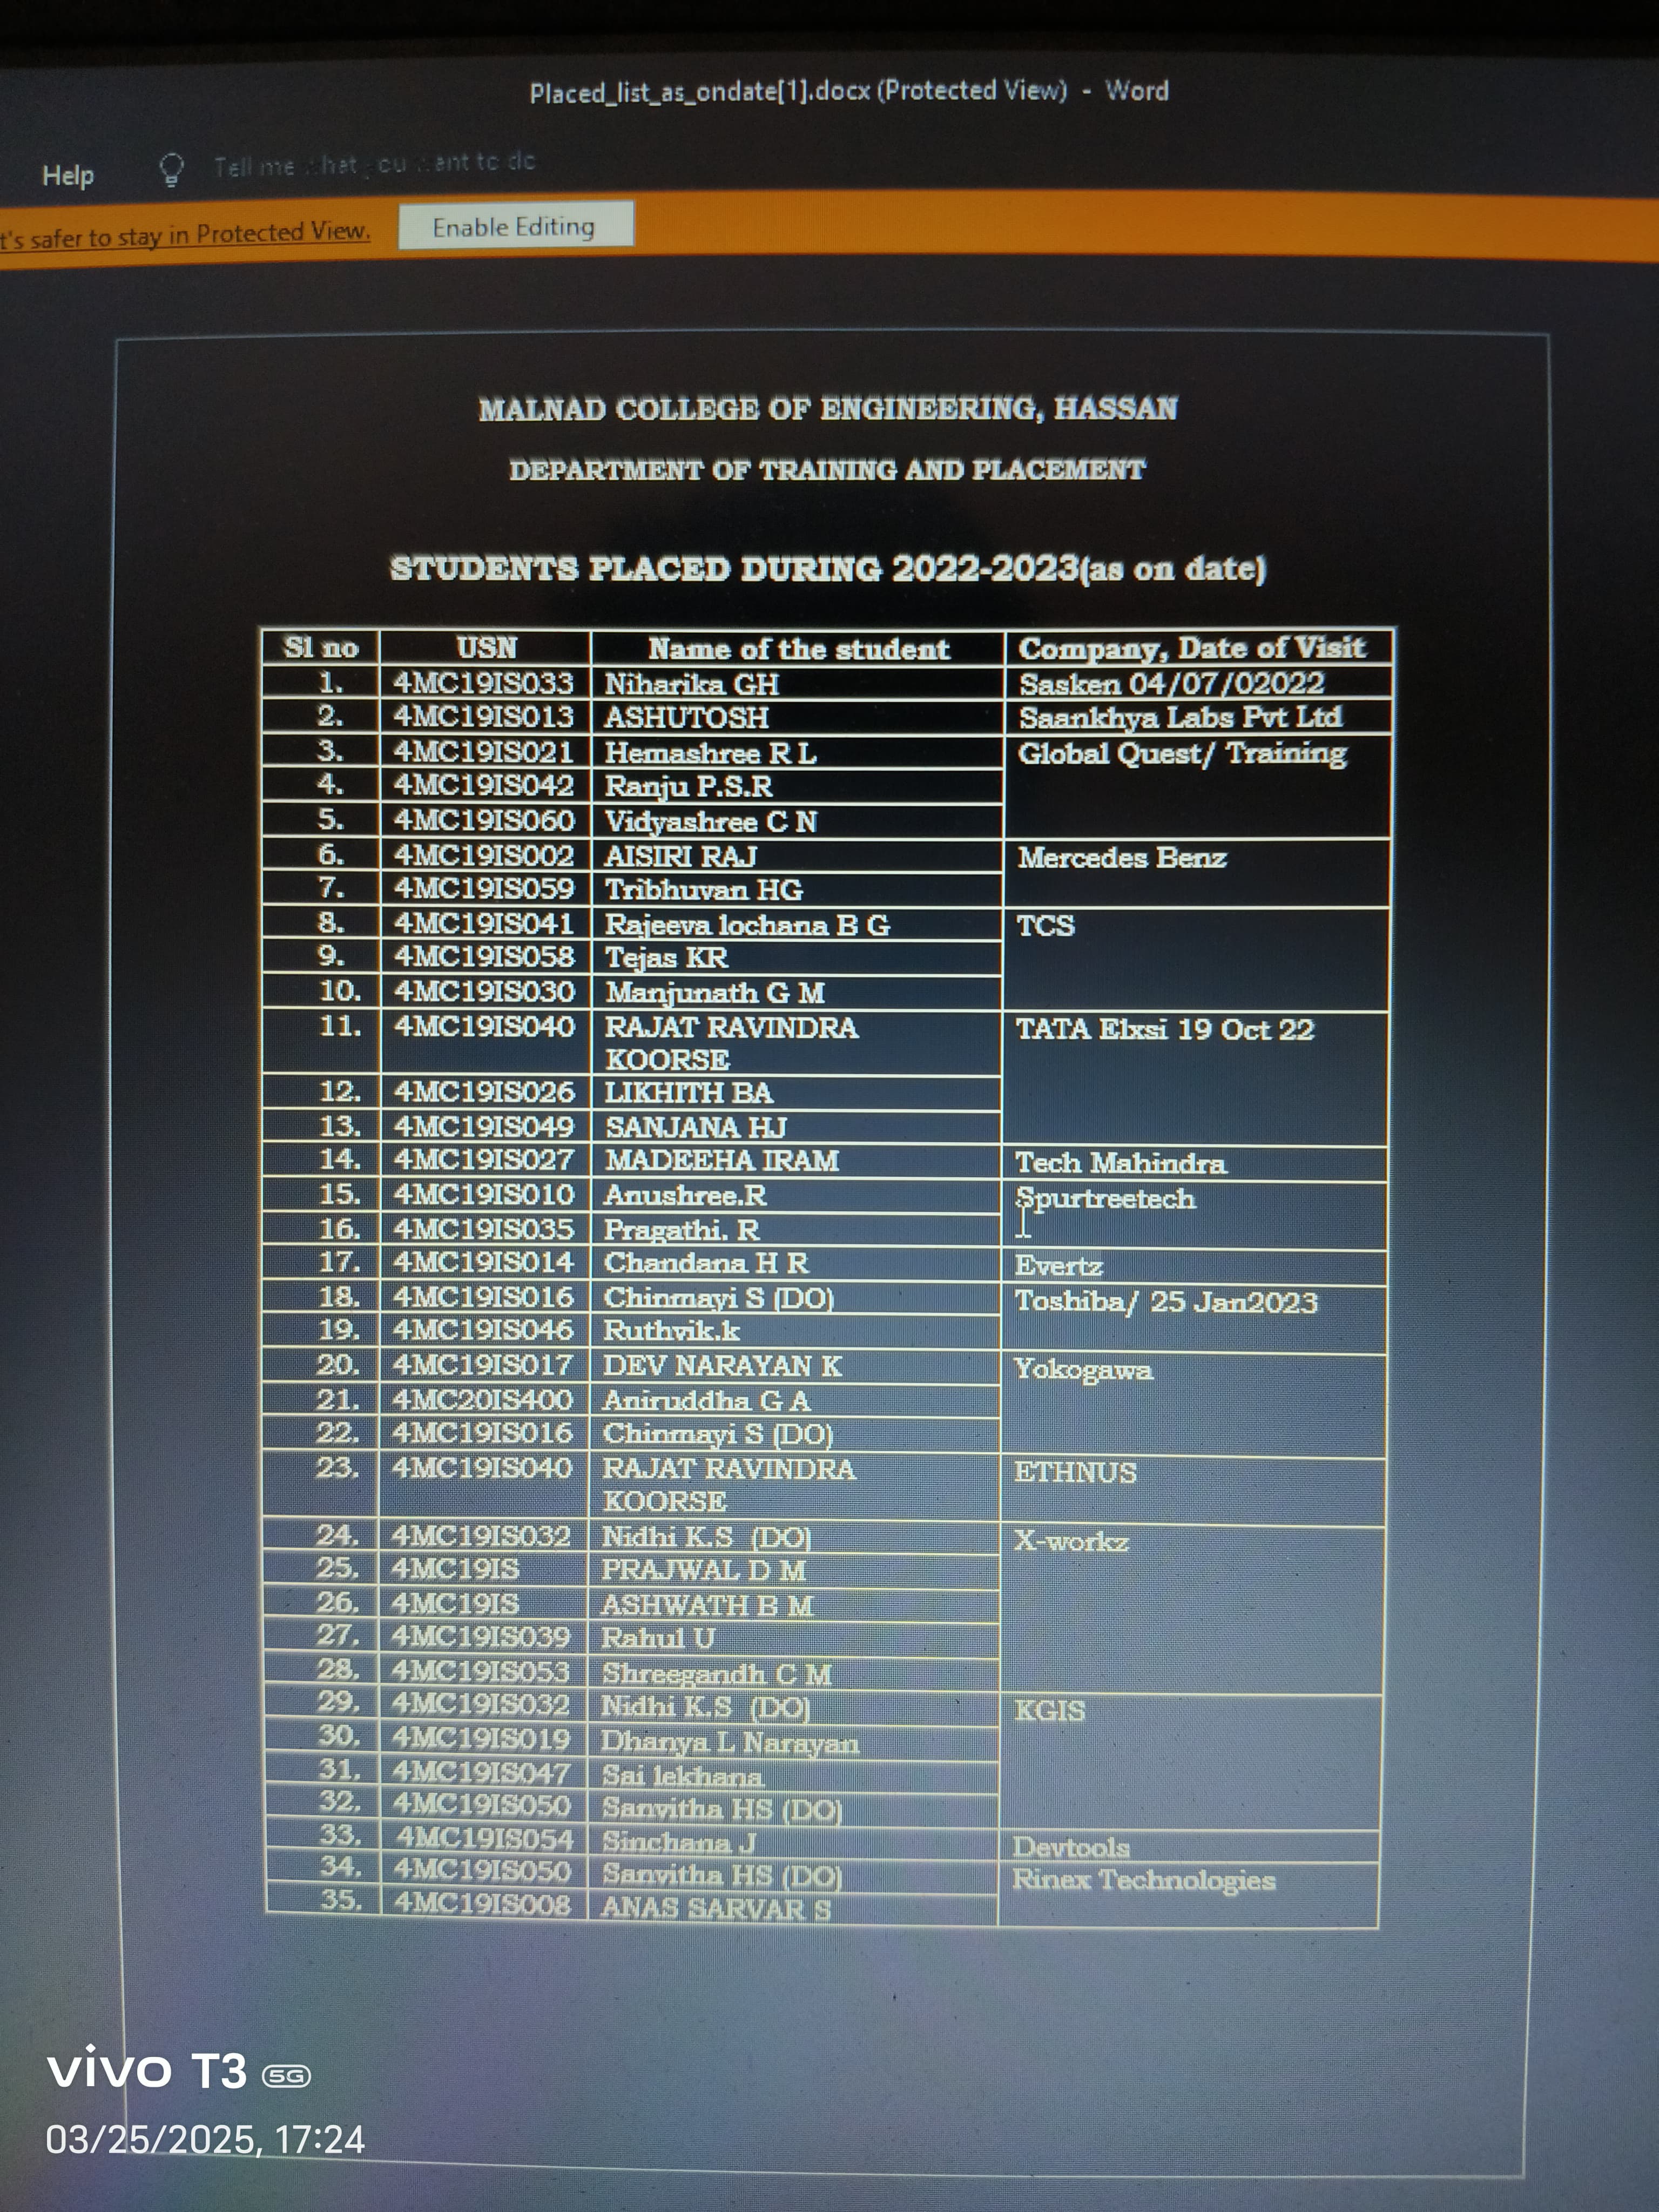 Placed_list_as_ondate[1].docx (Protected View) - Word
Help Tell me what you want to do
t's safer to stay in Protected View. Enable Editing
MALNAD COLLEGE OF ENGINEERING, HASSAN
DEPARTMENT OF TRAINING AND PLACEMENT
STUDENTS PLACED DURING 2022-2023(as on date)
Sl no USN Name of the student Company, Date of Visit
1. 4MC19IS033 Niharika GH Sasken 04/07/02022
2. 4MC19IS013 ASHUTOSH Saankhya Labs Pvt Ltd
3. 4MC19IS021 Hemashree R L Global Quest/ Training
4. 4MC19IS042 Ranju P.S.R
5. 4MC19IS060 Vidyashree C N
6. 4MC19IS002 AISIRI RAJ Mercedes Benz
7. 4MC19IS059 Tribhuvan HG
8. 4MC19IS041 Rajeeva lochana B G TCS
9. 4MC19IS058 Tejas KR
10. 4MC19IS030 Manjunath G M
11. 4MC19IS040 RAJAT RAVINDRA TATA Elxsi 19 Oct 22
KOORSE
12. 4MC19IS026 LIKHITH BA
13. 4MC19IS049 SANJANA HJ
14. 4MC19IS027 MADEEHA IRAM Tech Mahindra
15. 4MC19IS010 Anushree.R Spurtreetech
16. 4MC19IS035 Pragathi. R
17. 4MC19IS014 Chandana H R Evertz
18. 4MC19IS016 Chinmayi S (DO) Toshiba/ 25 Jan2023
19. 4MC19IS046 Ruthvik.k
20. 4MC19IS017 DEV NARAYAN K Yokogawa
21. 4MC20IS400 Aniruddha G A
22. 4MC19IS016 Chinmayi S (DO)
23. 4MC19IS040 RAJAT RAVINDRA ETHNUS
KOORSE
24. 4MC19IS032 Nidhi K.S (DO) X-workz
25. 4MC19IS PRAJWAL D M
26. 4MC19IS ASHWATH B M
27. 4MC19IS039 Rahul U
28. 4MC19IS053 Shreegandh C M
29. 4MC19IS032 Nidhi K.S (DO) KGIS
30. 4MC19IS019 Dhanya L Narayan
31. 4MC19IS047 Sai lekhana
32. 4MC19IS050 Sanvitha HS (DO)
33. 4MC19IS054 Sinchana J Devtools
34. 4MC19IS050 Sanvitha HS (DO) Rinex Technologies
35. 4MC19IS008 ANAS SARVAR S
vivo T3 5G
03/25/2025, 17:24